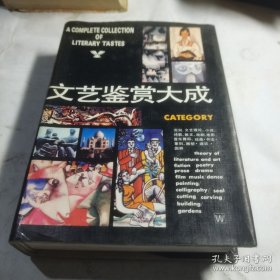 A COMPLETE COLLECTION
OF
LITERARY TASTES
文艺鉴赏大成
CATEGORY
theory of
literature and art
fiction poetry
prose drama
film music dance
painting
calligraphy seal
cutting carving
building
gardens
W
孔夫子旧书网